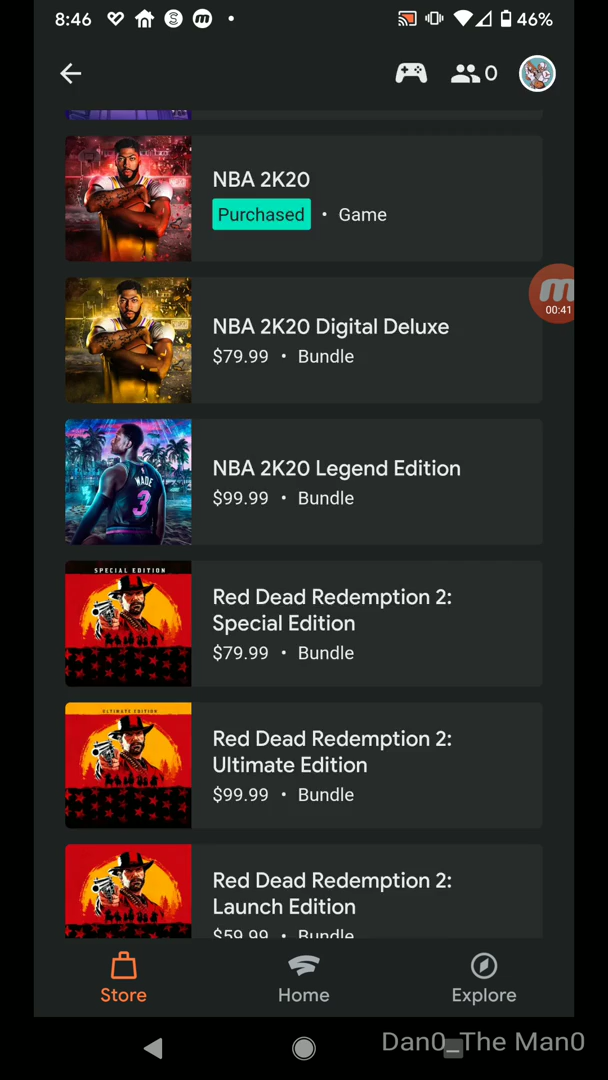 8:46
46%
0
NBA 2K20
Purchased • Game
00:41
NBA 2K20 Digital Deluxe
$79.99 • Bundle
WADE
3
NBA 2K20 Legend Edition
$99.99 • Bundle
SPECIAL EDITION
Red Dead Redemption 2:
Special Edition
$79.99 • Bundle
ULTIMATE EDITION
Red Dead Redemption 2:
Ultimate Edition
$99.99 • Bundle
Red Dead Redemption 2:
Launch Edition
$59.99 • Bundle
Store
Home
Explore
Dan0_The Man0